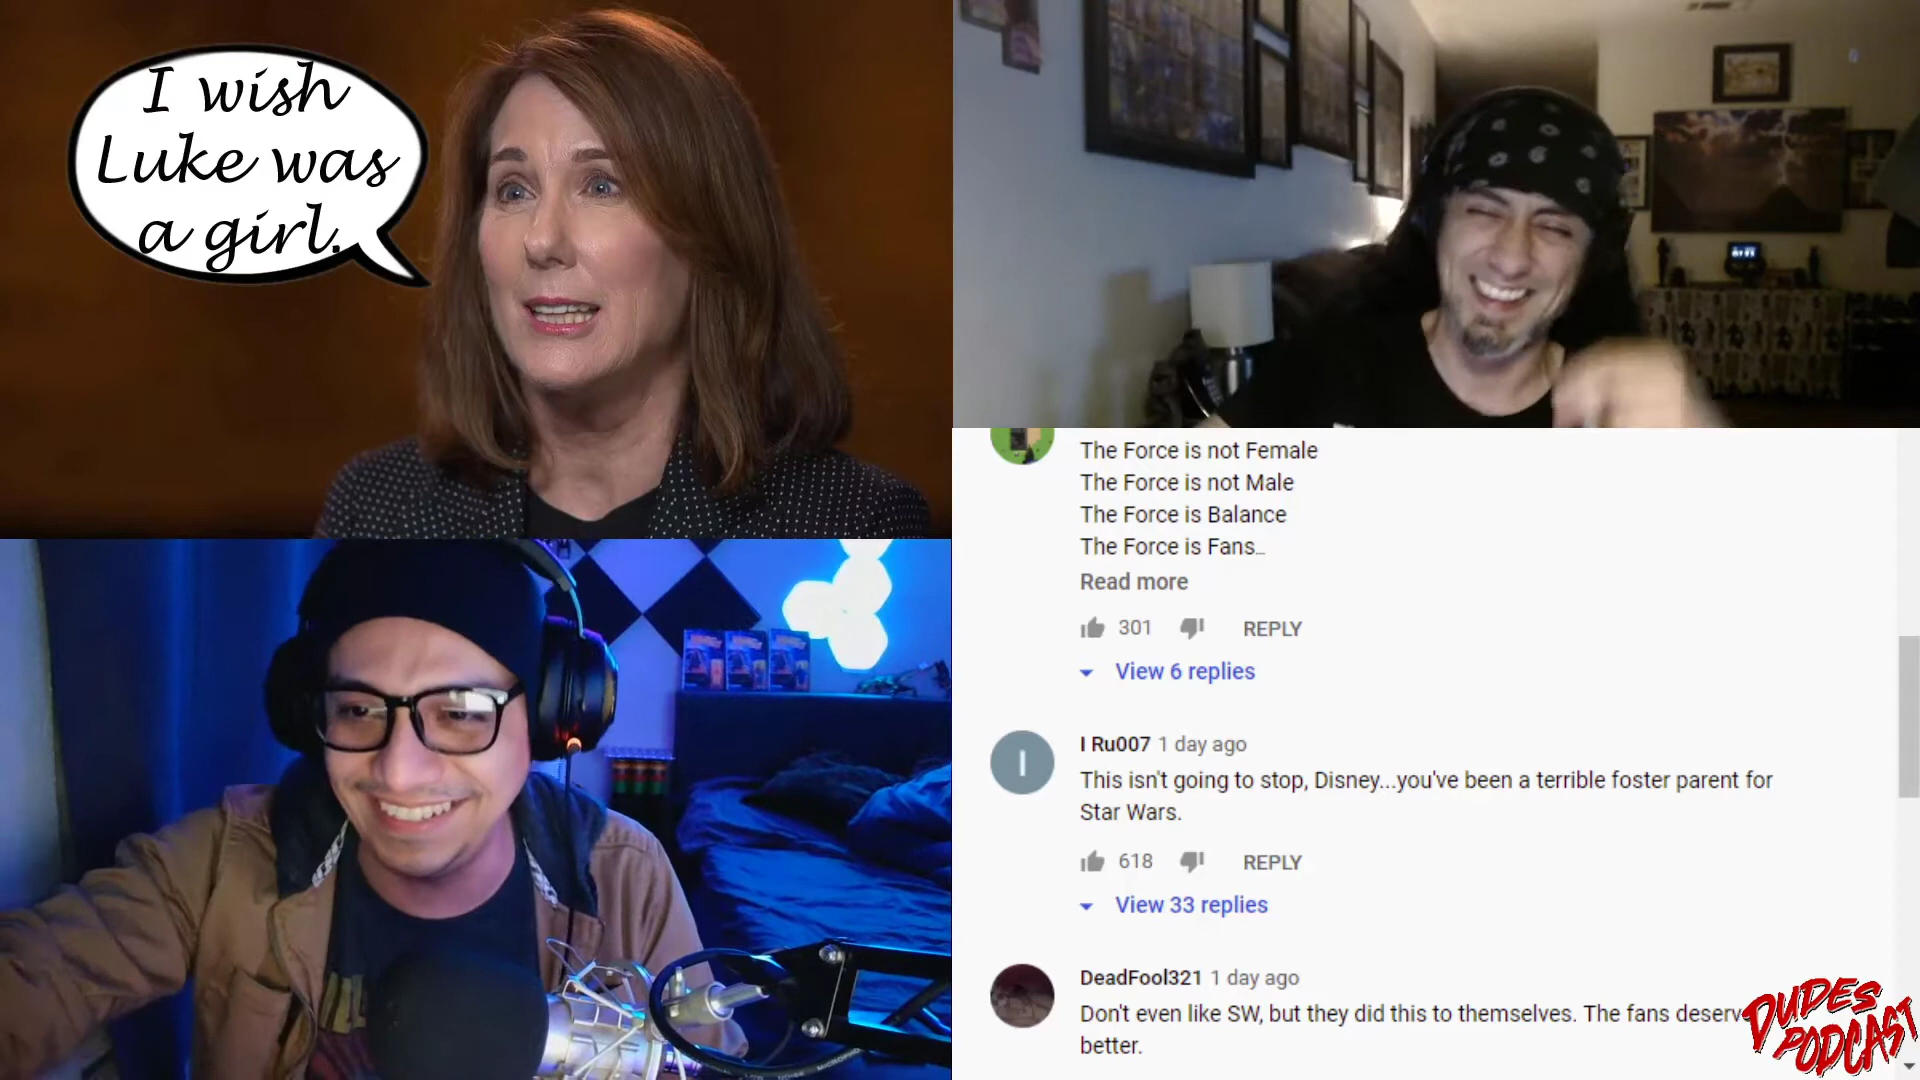 I wish
Luke was
a girl.
The Force is not Female
The Force is not Male
The Force is Balance
The Force is Fans...
Read more
301 REPLY
View 6 replies
I
I Ru007 1 day ago
This isn't going to stop, Disney...you've been a terrible foster parent for
Star Wars.
618 REPLY
View 33 replies
DeadFool321 1 day ago
Don't even like SW, but they did this to themselves. The fans deserv
better.
DUDES
PODCAST